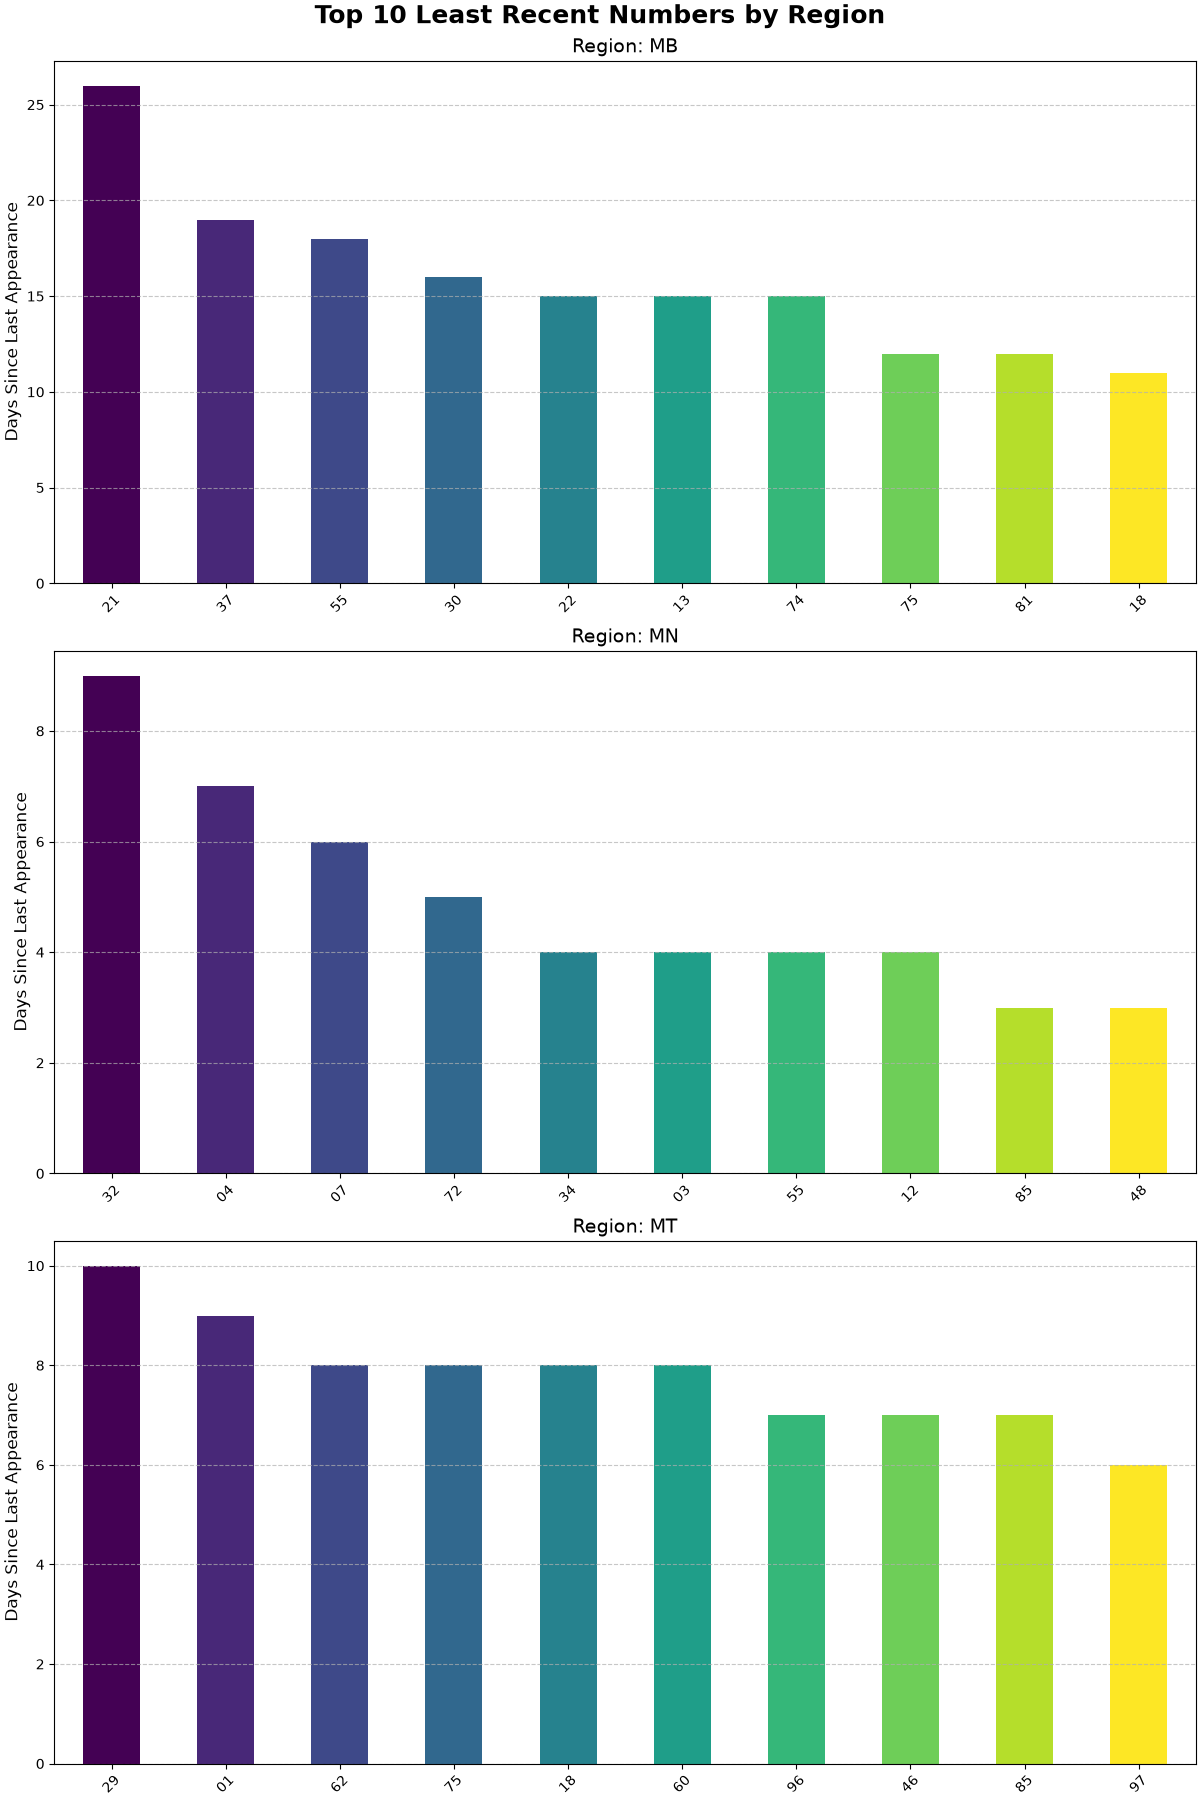 Top 10 Least Recent Numbers by Region
Region: MB
Days Since Last Appearance
25
20
15
10
5
0
21 37 55 30 22 13 74 75 81 18
Region: MN
Days Since Last Appearance
8
6
4
2
0
32 04 07 72 34 03 55 12 85 48
Region: MT
Days Since Last Appearance
10
8
6
4
2
0
29 01 62 75 18 60 96 46 85 97